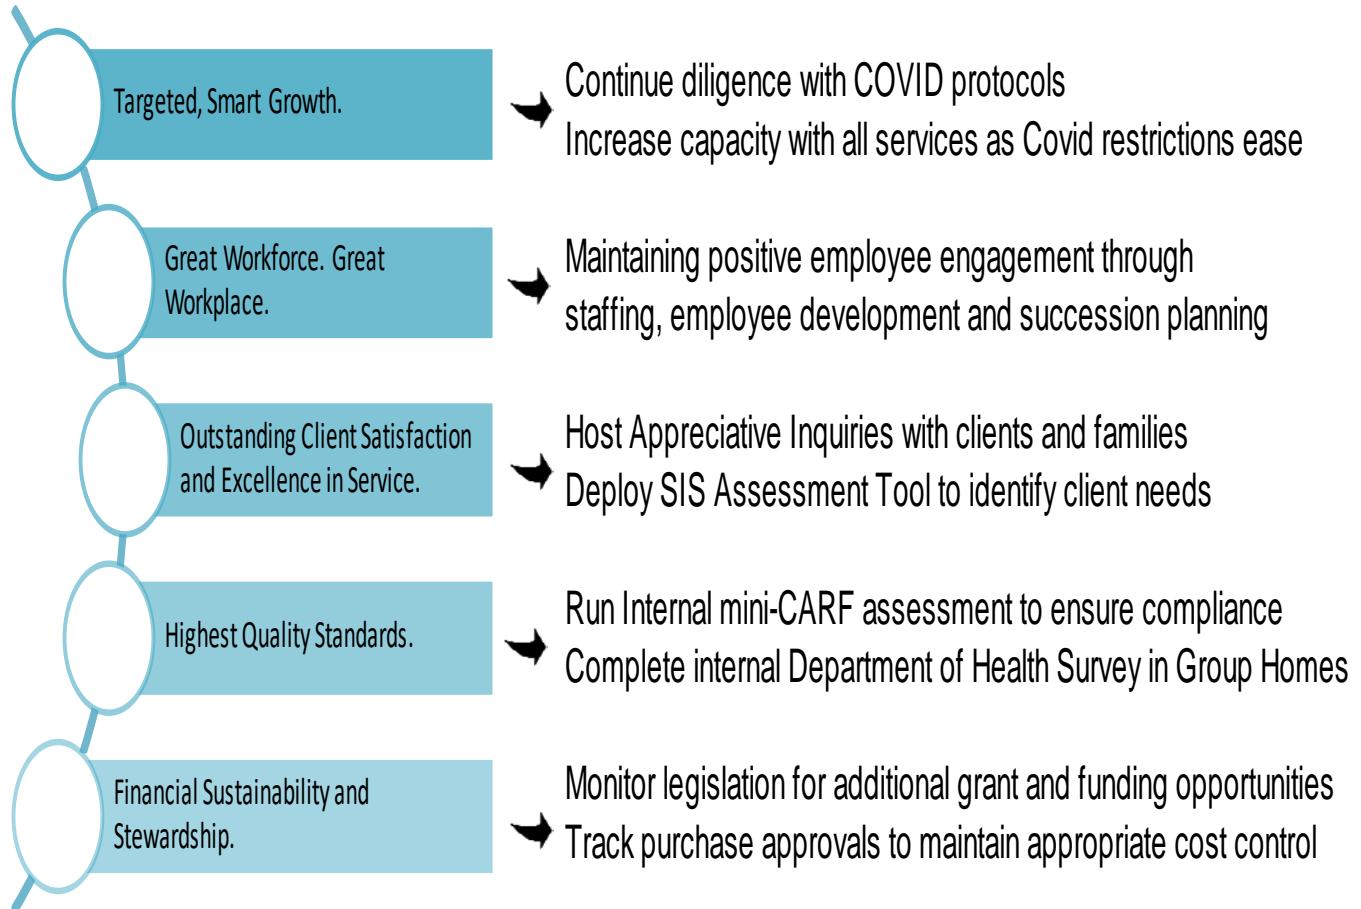 Targeted, Smart Growth.
Continue diligence with COVID protocols
Increase capacity with all services as Covid restrictions ease
Great Workforce. Great
Workplace.
Maintaining positive employee engagement through
staffing, employee development and succession planning
Outstanding Client Satisfaction
and Excellence in Service.
Host Appreciative Inquiries with clients and families
Deploy SIS Assessment Tool to identify client needs
Highest Quality Standards.
Run Internal mini-CARF assessment to ensure compliance
Complete internal Department of Health Survey in Group Homes
Financial Sustainability and
Stewardship.
Monitor legislation for additional grant and funding opportunities
Track purchase approvals to maintain appropriate cost control